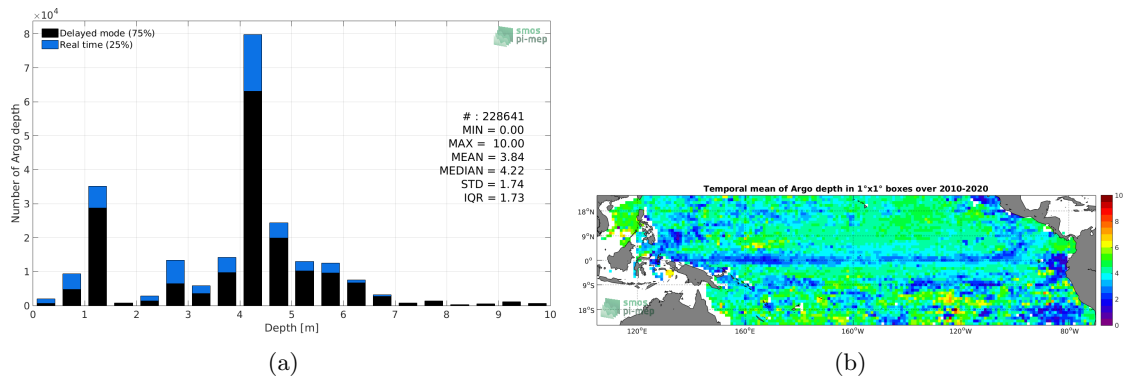 ×10⁴
Delayed mode (75%)
Real time (25%)
smos
pi-mep
8
7
6
5
4
3
2
1
0
Number of Argo depth
# : 228641
MIN = 0.00
MAX = 10.00
MEAN = 3.84
MEDIAN = 4.22
STD = 1.74
IQR = 1.73
0 1 2 3 4 5 6 7 8 9 10
Depth [m]
(a)
Temporal mean of Argo depth in 1°x1° boxes over 2010-2020
18°N
9°N
0°
9°S
18°S
smos
pi-mep
120°E 160°E 160°W 120°W 80°W
10
8
6
4
2
0
(b)